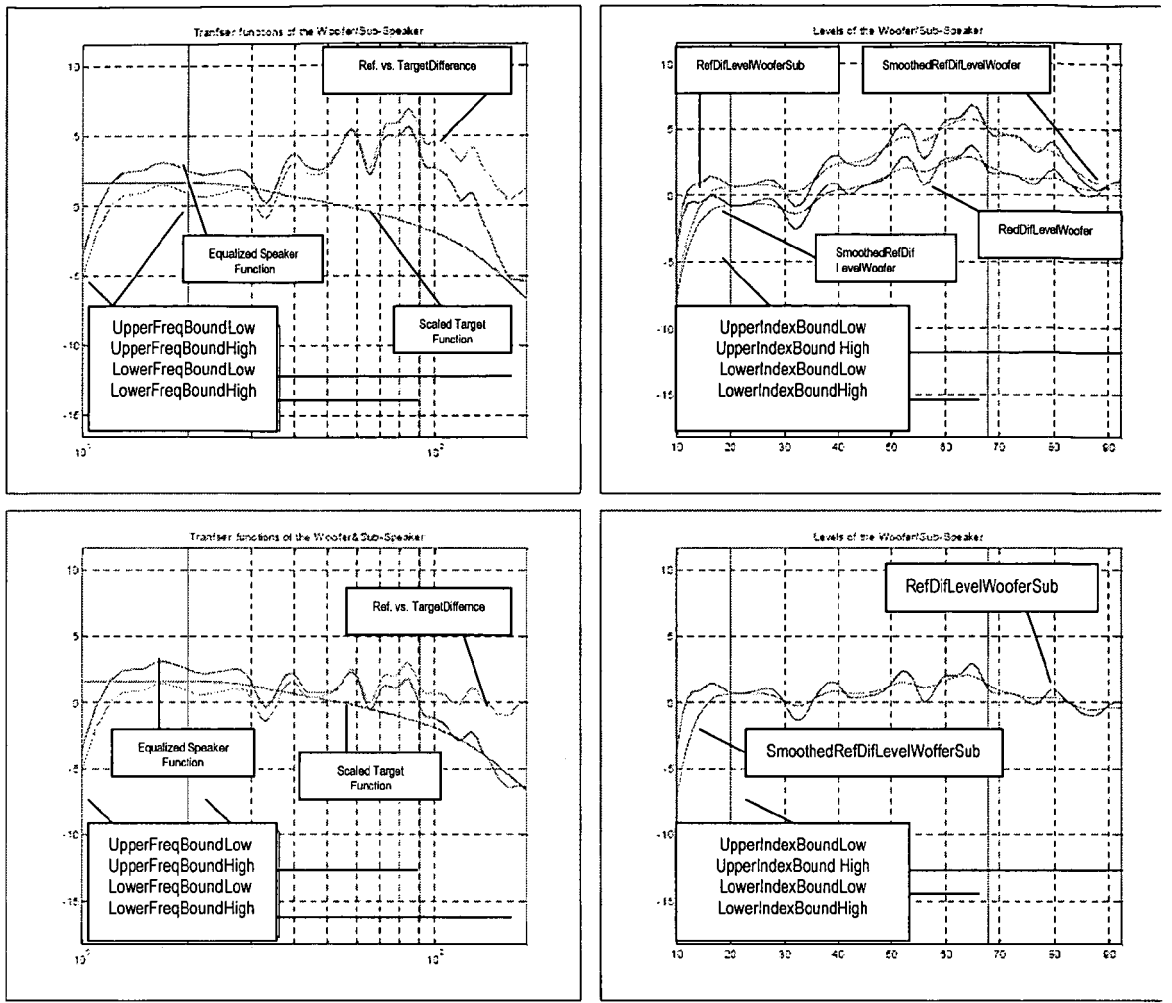 Tranfser functions of the Woofer/Sub-Speaker
10
5
0
-5
-10
-15
10¹
10²
Ref. vs. TargetDifference
Equalized Speaker
Function
Scaled Target
Function
UpperFreqBoundLow
UpperFreqBoundHigh
LowerFreqBoundLow
LowerFreqBoundHigh
Levels of the Woofer/Sub-Speaker
10
5
0
-5
-10
-15
10
20
30
40
50
60
70
80
90
RefDifLevelWooferSub
SmoothedRefDifLevelWoofer
SmoothedRefDif
LevelWoofer
RedDifLevelWoofer
UpperIndexBoundLow
UpperIndexBound High
LowerIndexBoundLow
LowerIndexBoundHigh
Tranfser functions of the Woofer&Sub-Speaker
10
5
0
-5
-10
-15
Ref. vs. TargetDiffernce
Equalized Speaker
Function
Scaled Target
Function
UpperFreqBoundLow
UpperFreqBoundHigh
LowerFreqBoundLow
LowerFreqBoundHigh
Levels of the Woofer/Sub-Speaker
10
5
0
-5
-10
-15
10
20
30
40
50
60
70
80
90
RefDifLevelWooferSub
SmoothedRefDifLevelWofferSub
UpperIndexBoundLow
UpperIndexBound High
LowerIndexBoundLow
LowerIndexBoundHigh